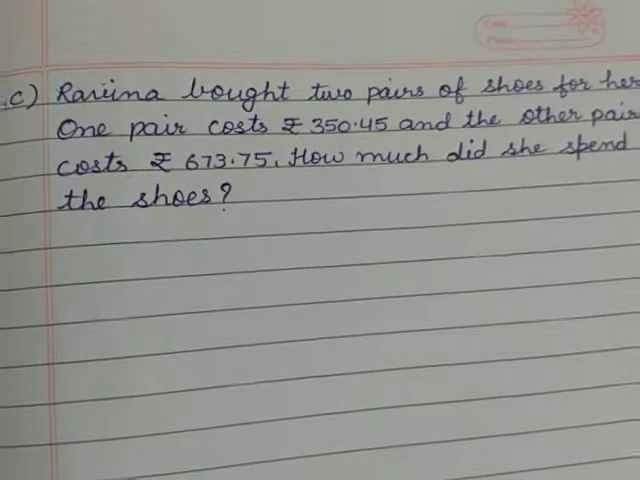 c) Raviina bought two pairs of shoes for her
One pair costs ₹ 350.45 and the other pair
costs ₹ 673.75. How much did she spend
the shoes?